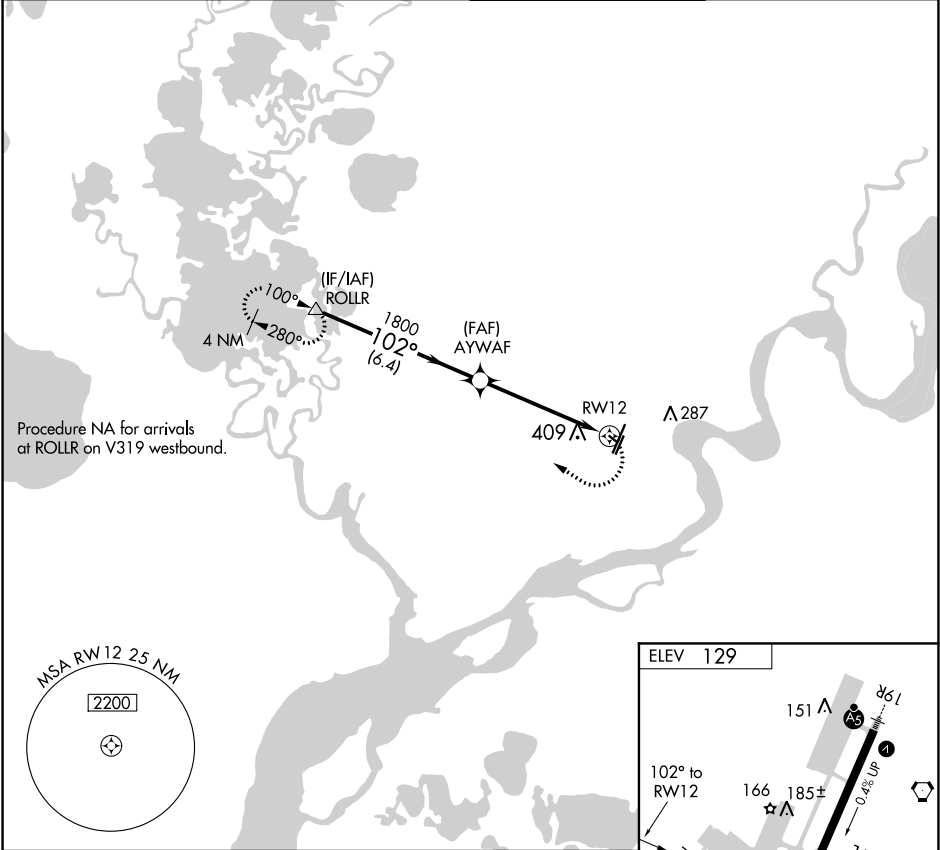 (IF/IAF)
ROLLR
100°
280°
4 NM
1800
102°
(6.4)
(FAF)
AYWAF
RW12
409
287
Procedure NA for arrivals
at ROLLR on V319 westbound.
MSA RW12 25 NM
2200
ELEV 129
19R
151
A5
0.4% UP
102° to
RW12
166
185±